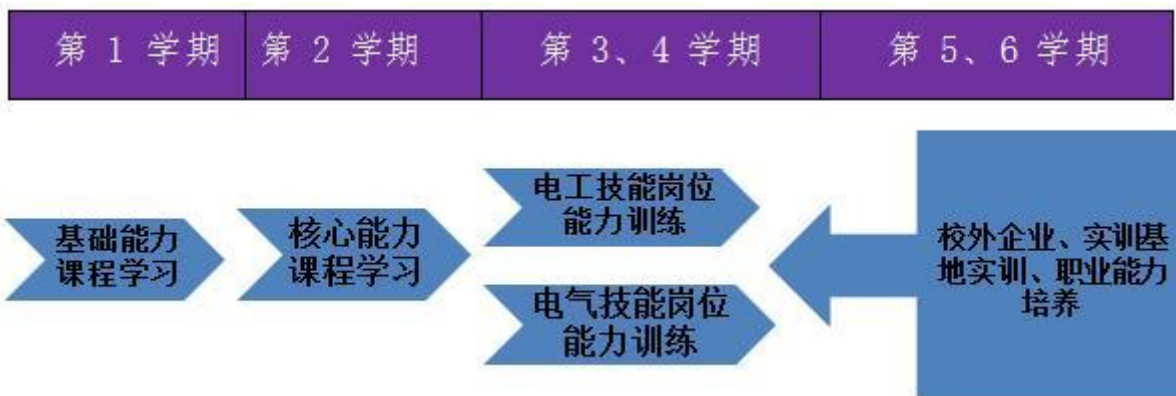 第 1 学期
第 2 学期
第 3、4 学期
第 5、6 学期
基础能力
课程学习
核心能力
课程学习
电工技能岗位
能力训练
电气技能岗位
能力训练
校外企业、实训基
地实训、职业能力
培养